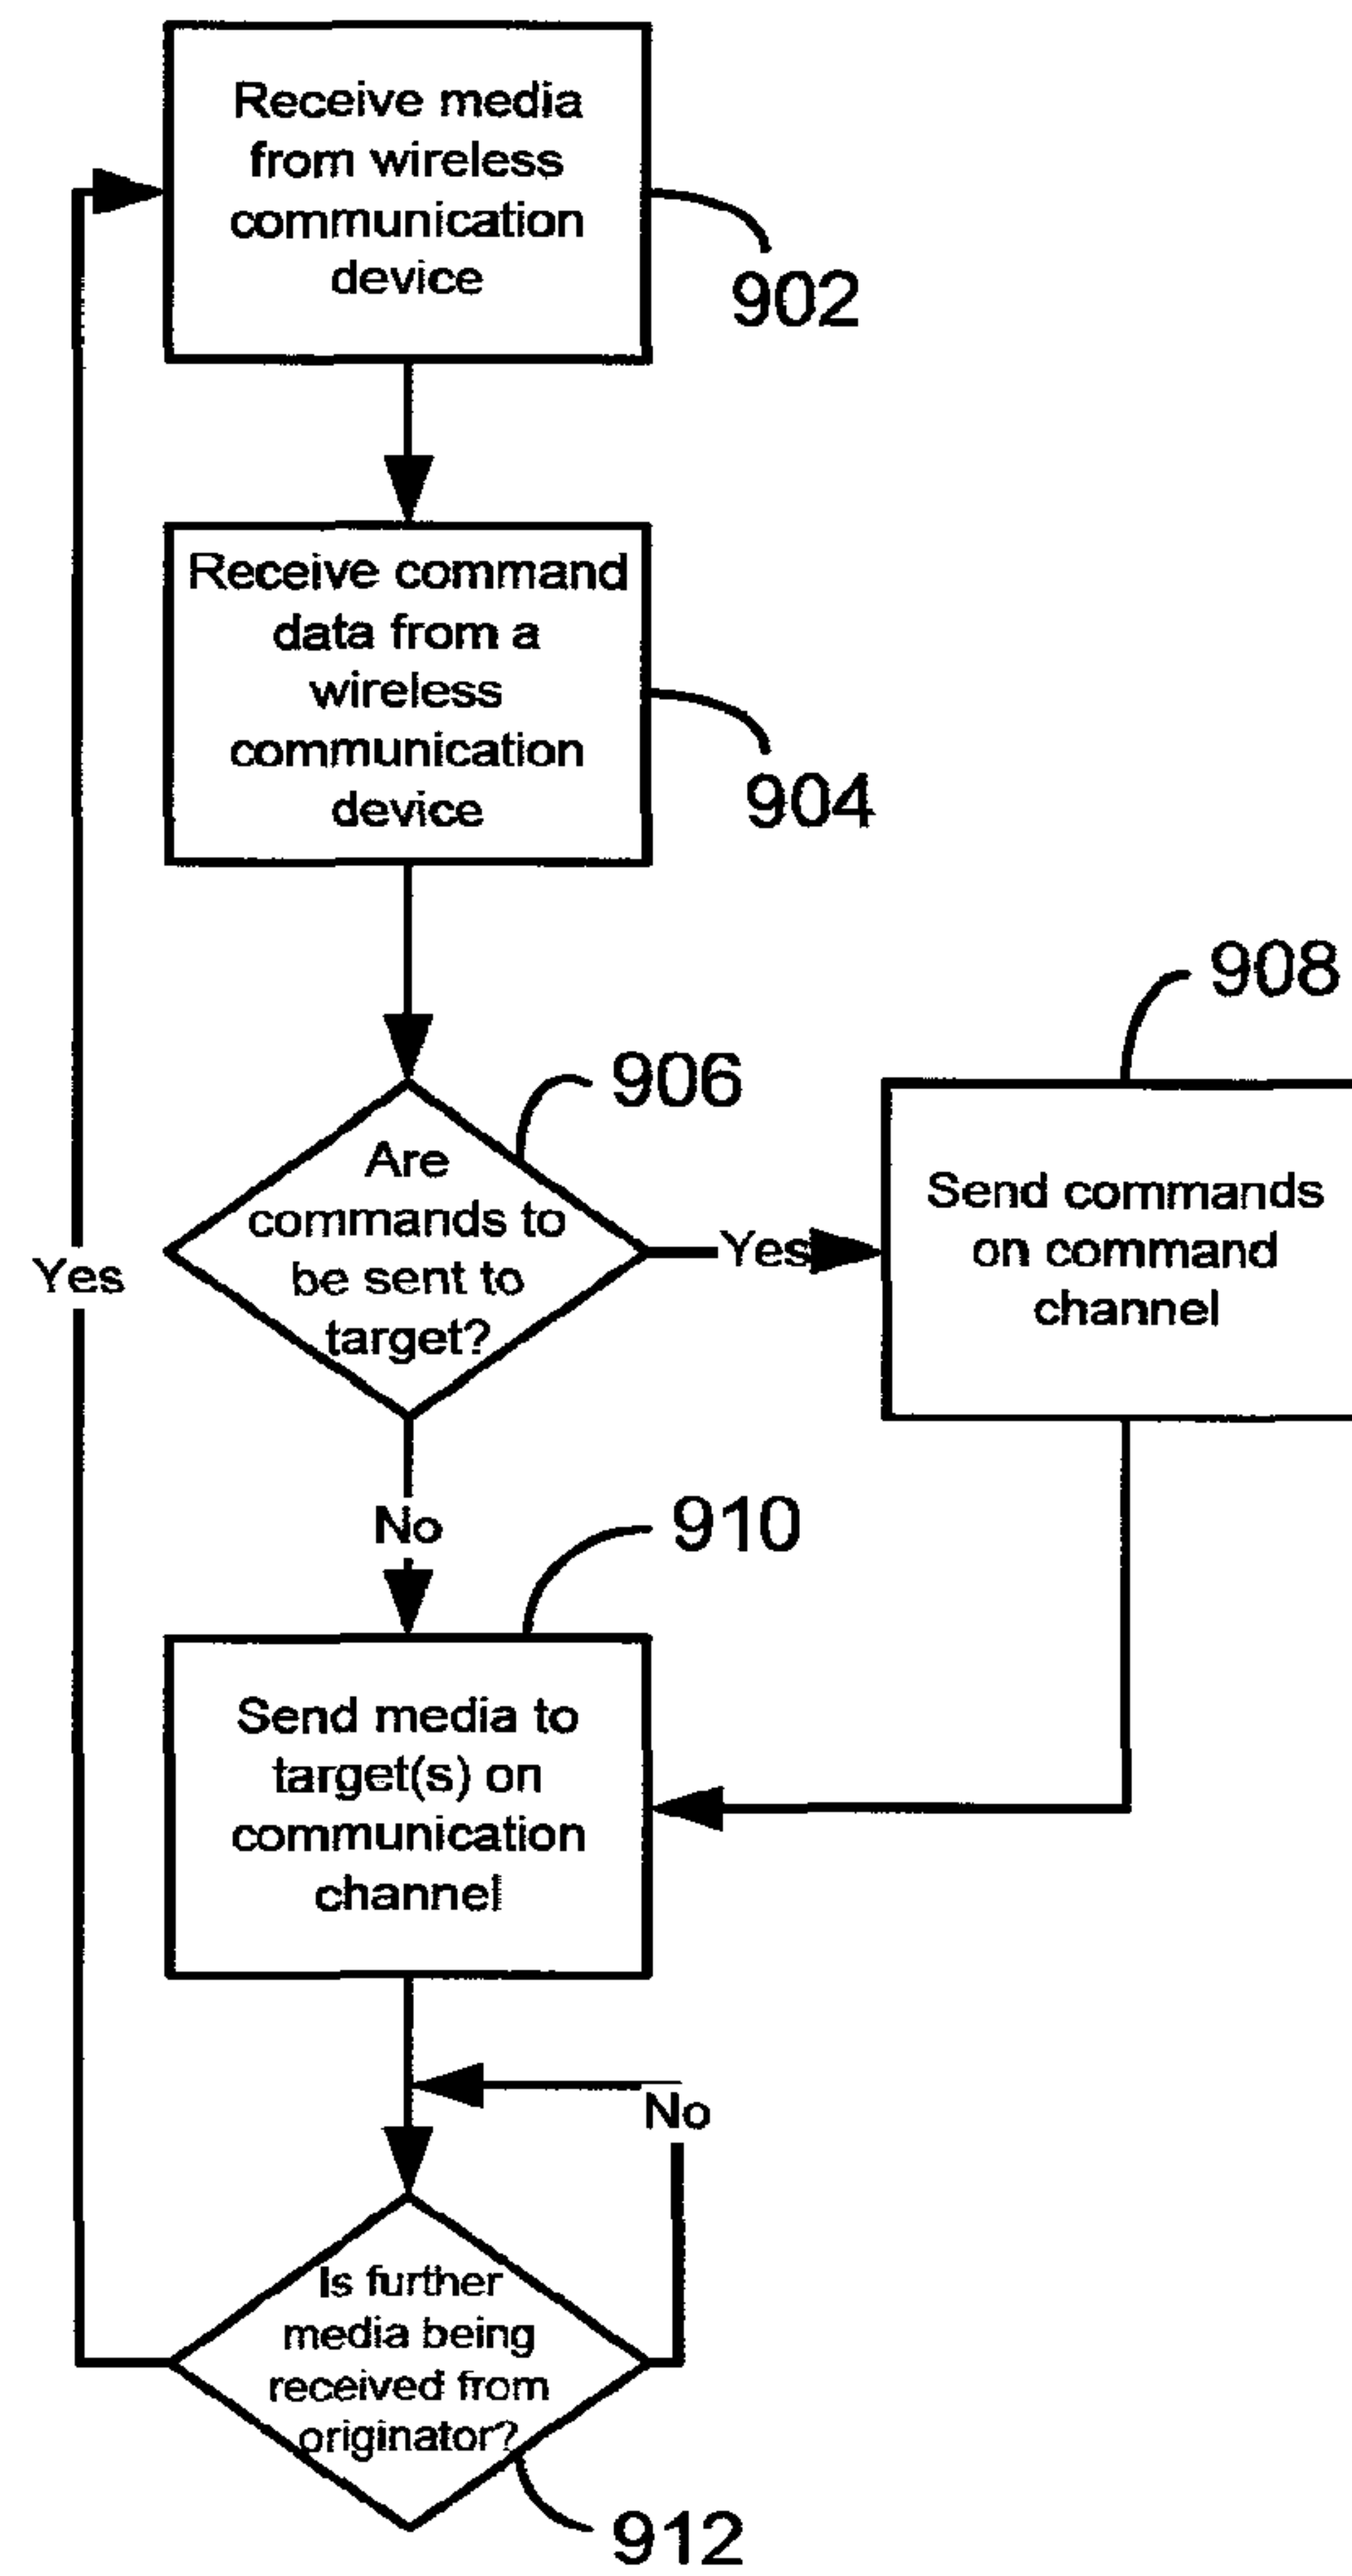 Receive media
from wireless
communication
device
902
Receive command
data from a
wireless
communication
device
904
906
Are
commands to
be sent to
target?
Yes
908
Send commands
on command
channel
Yes
No
910
Send media to
target(s) on
communication
channel
No
Is further
media being
received from
originator?
912